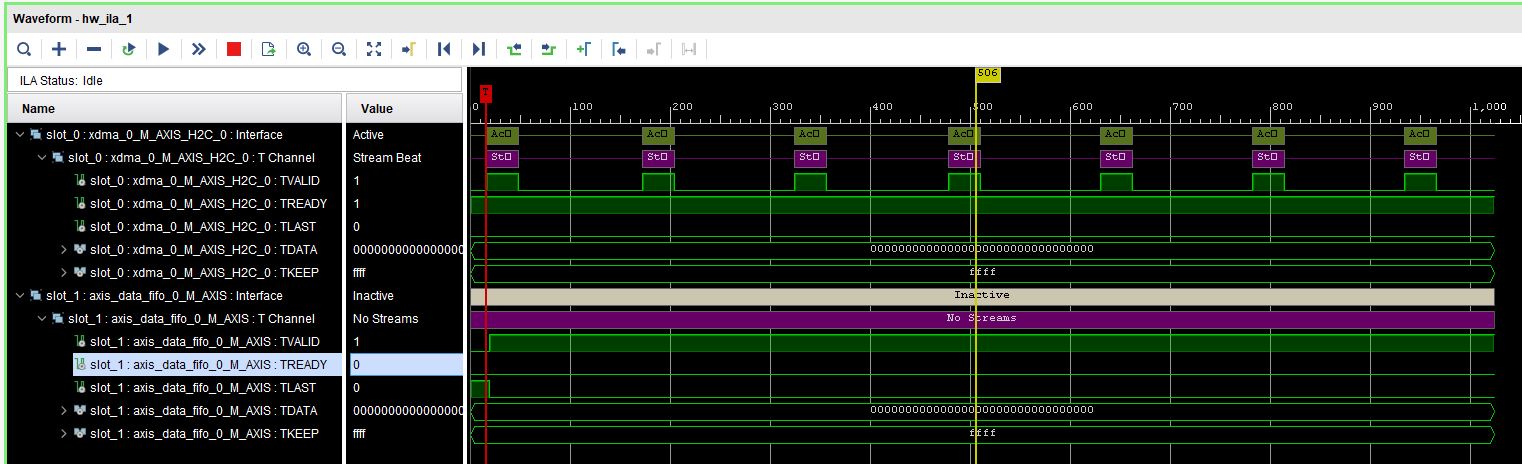 Waveform - hw_ila_1
ILA Status: Idle
Name Value
506
T
0 100 200 300 400 500 600 700 800 900 1,000
slot_0 : xdma_0_M_AXIS_H2C_0 : Interface Active Ac Ac Ac Ac Ac Ac Ac
slot_0 : xdma_0_M_AXIS_H2C_0 : T Channel Stream Beat St St St St St St St
slot_0 : xdma_0_M_AXIS_H2C_0 : TVALID 1
slot_0 : xdma_0_M_AXIS_H2C_0 : TREADY 1
slot_0 : xdma_0_M_AXIS_H2C_0 : TLAST 0
slot_0 : xdma_0_M_AXIS_H2C_0 : TDATA 0000000000000000 00000000000000000000000000000000
slot_0 : xdma_0_M_AXIS_H2C_0 : TKEEP ffff ffff
slot_1 : axis_data_fifo_0_M_AXIS : Interface Inactive Inactive
slot_1 : axis_data_fifo_0_M_AXIS : T Channel No Streams No Streams
slot_1 : axis_data_fifo_0_M_AXIS : TVALID 1
slot_1 : axis_data_fifo_0_M_AXIS : TREADY 0
slot_1 : axis_data_fifo_0_M_AXIS : TLAST 0
slot_1 : axis_data_fifo_0_M_AXIS : TDATA 0000000000000000 00000000000000000000000000000000
slot_1 : axis_data_fifo_0_M_AXIS : TKEEP ffff ffff